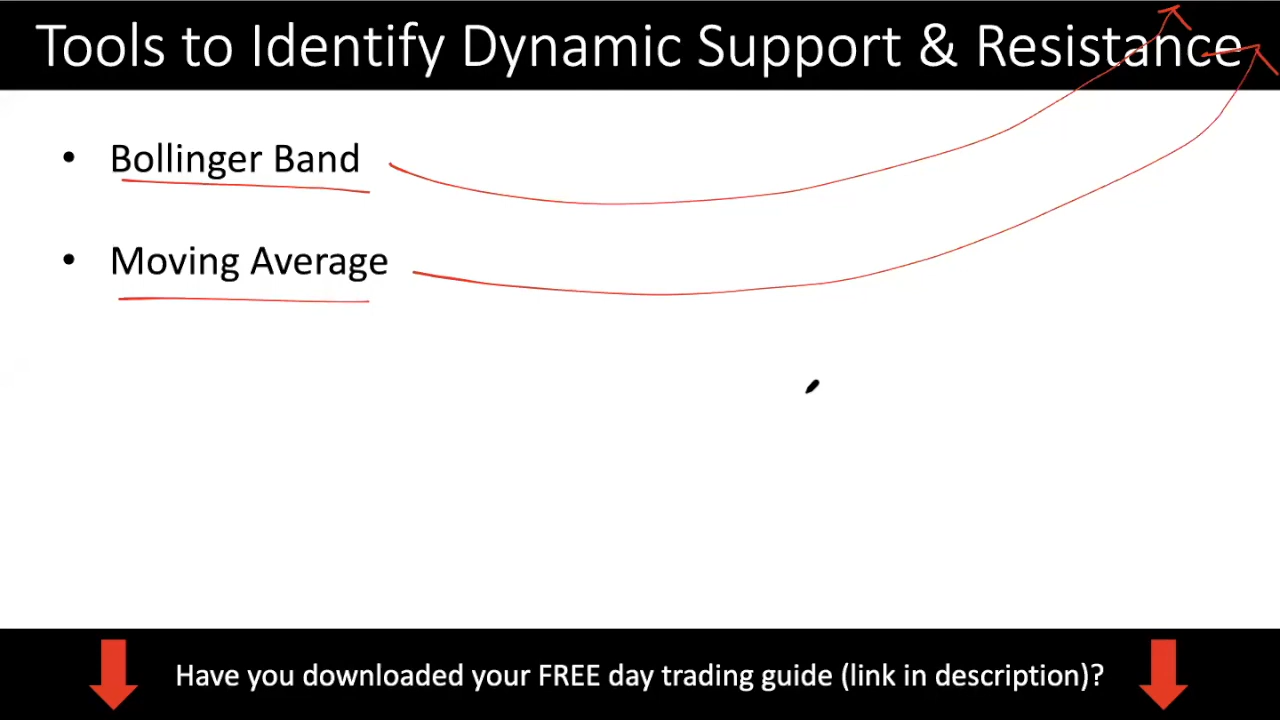 Tools to Identify Dynamic Support & Resistance
• Bollinger Band
• Moving Average
Have you downloaded your FREE day trading guide (link in description)?